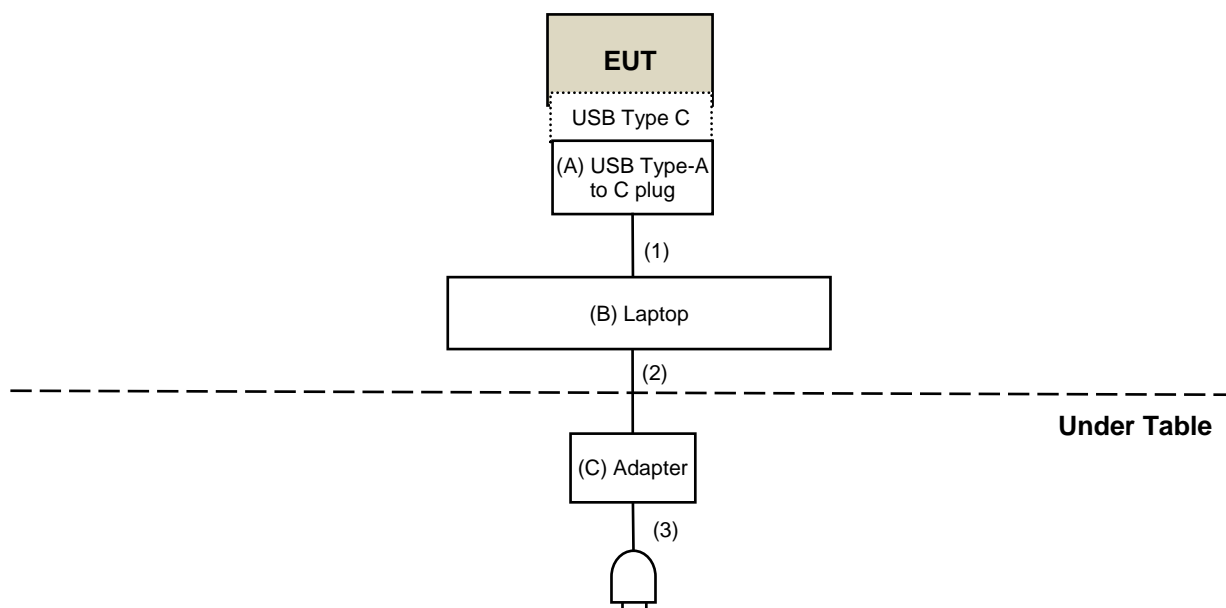 EUT
USB Type C
(A) USB Type-A
to C plug
(1)
(B) Laptop
(2)
Under Table
(C) Adapter
(3)